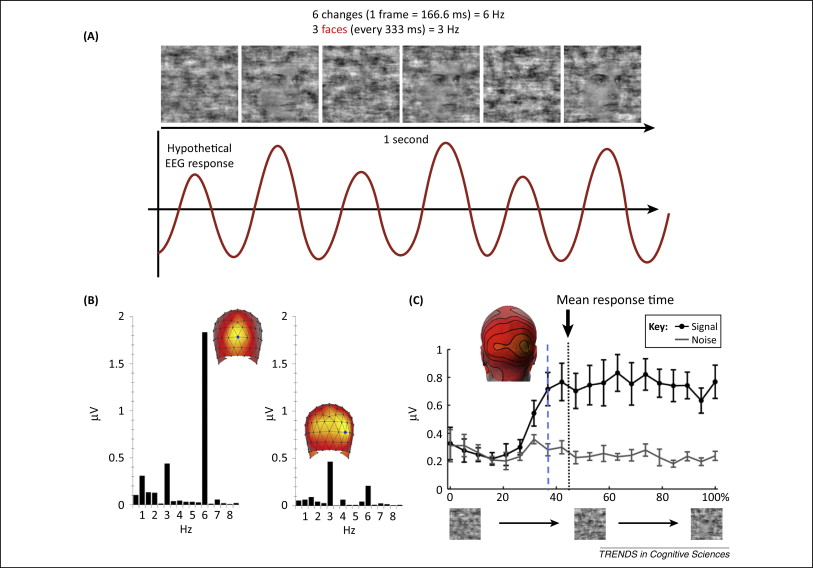 6 changes (1 frame = 166.6 ms) = 6 Hz
3 faces (every 333 ms) = 3 Hz
(A)
1 second
Hypothetical
EEG response
(B)
2
1.5
1
0.5
0
μV
1 2 3 4 5 6 7 8
Hz
2
1.5
1
0.5
0
μV
1 2 3 4 5 6 7 8
Hz
(C)
Mean response time
Key: Signal
Noise
1.0
0.8
0.6
0.4
0.2
0
μV
0 20 40 60 80 100%
TRENDS in Cognitive Sciences